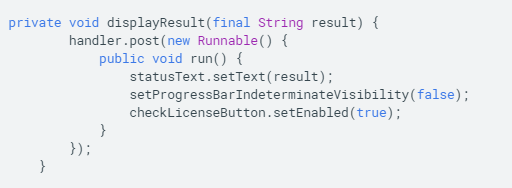 private void displayResult(final String result) {
        handler.post(new Runnable() {
            public void run() {
                statusText.setText(result);
                setProgressBarIndeterminateVisibility(false);
                checkLicenseButton.setEnabled(true);
            }
        });
    }